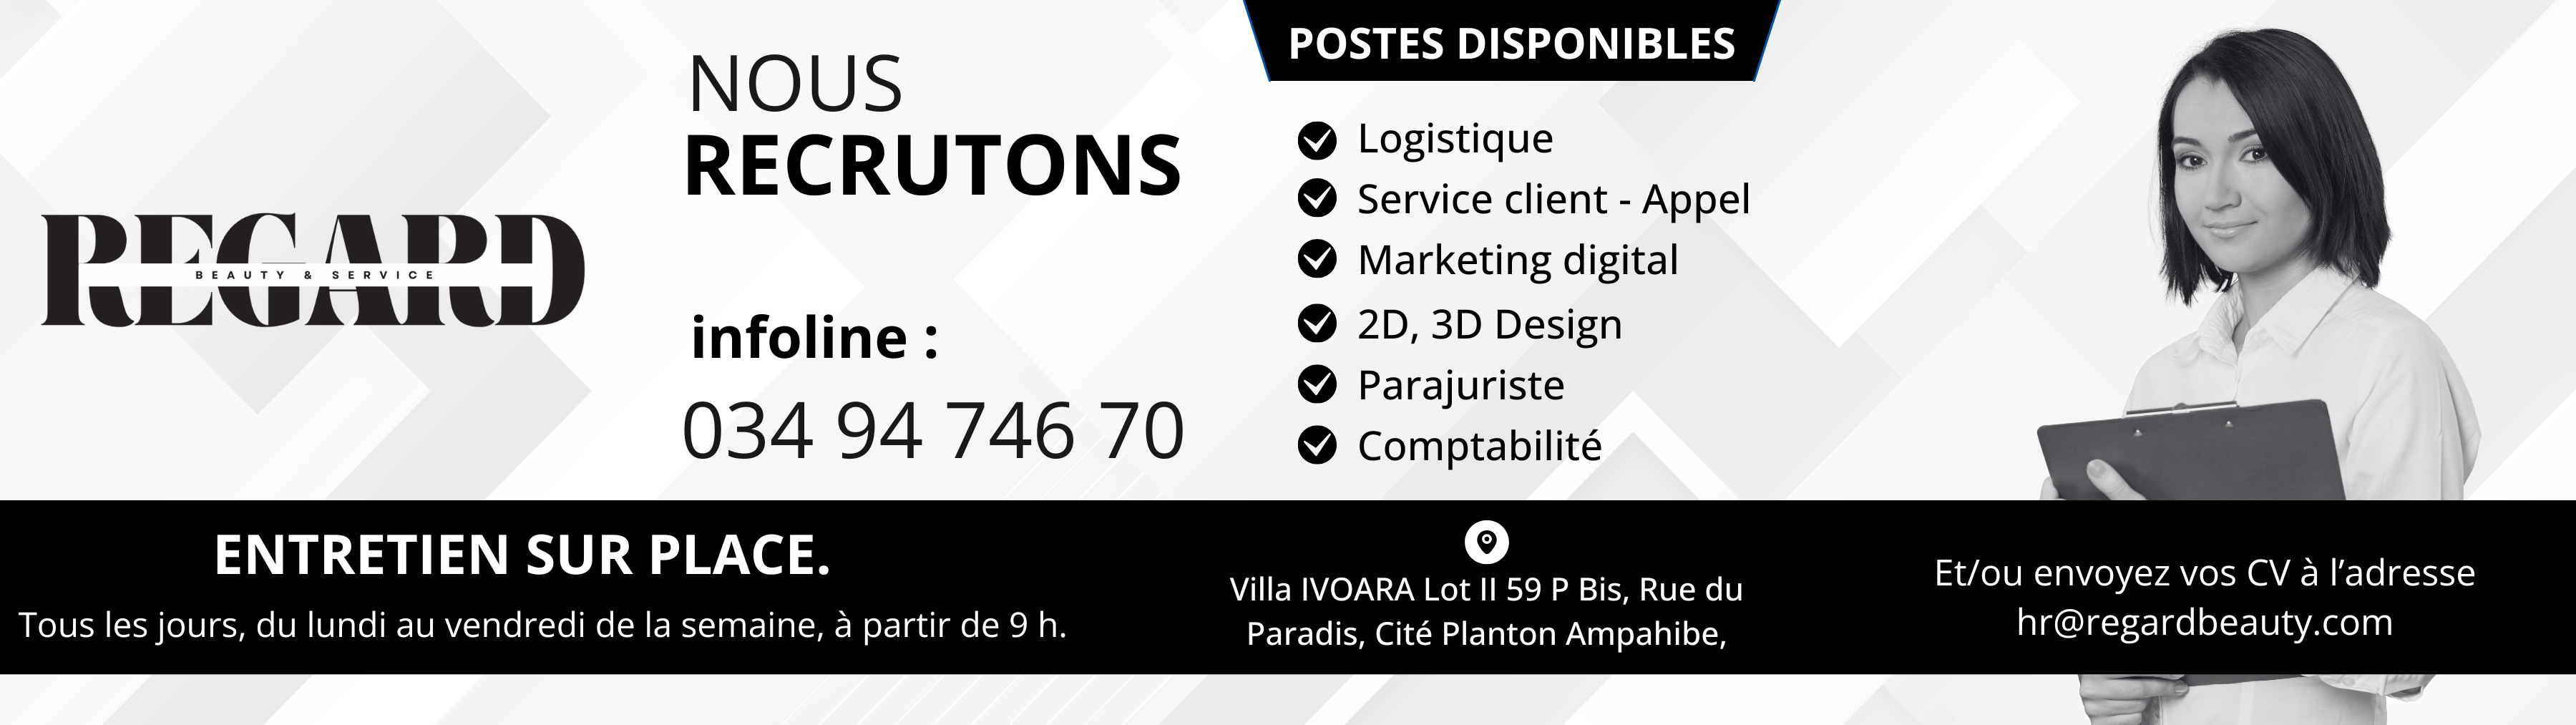 REGARD
BEAUTY & SERVICE
NOUS
RECRUTONS
infoline :
034 94 746 70
POSTES DISPONIBLES
Logistique
Service client - Appel
Marketing digital
2D, 3D Design
Parajuriste
Comptabilité
ENTRETIEN SUR PLACE.
Tous les jours, du lundi au vendredi de la semaine, à partir de 9 h.
Villa IVOARA Lot II 59 P Bis, Rue du
Paradis, Cité Planton Ampahibe,
Et/ou envoyez vos CV à l’adresse
hr@regardbeauty.com